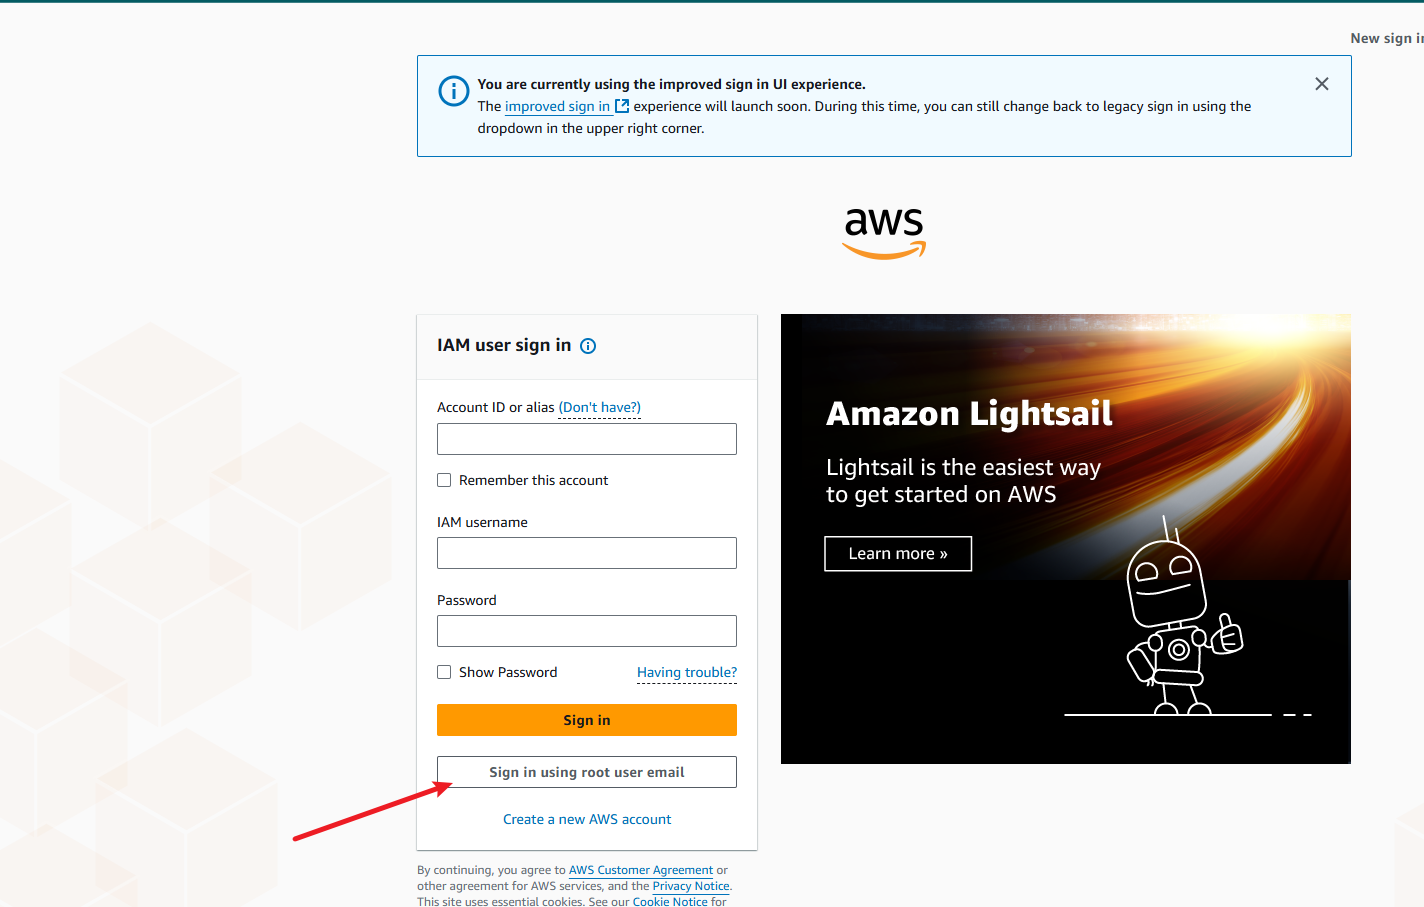 New sign in
You are currently using the improved sign in UI experience.
The improved sign in experience will launch soon. During this time, you can still change back to legacy sign in using the
dropdown in the upper right corner.
aws
IAM user sign in
Account ID or alias (Don't have?)
Remember this account
IAM username
Password
Show Password Having trouble?
Sign in
Sign in using root user email
Create a new AWS account
By continuing, you agree to AWS Customer Agreement or
other agreement for AWS services, and the Privacy Notice.
This site uses essential cookies. See our Cookie Notice for
Amazon Lightsail
Lightsail is the easiest way
to get started on AWS
Learn more »